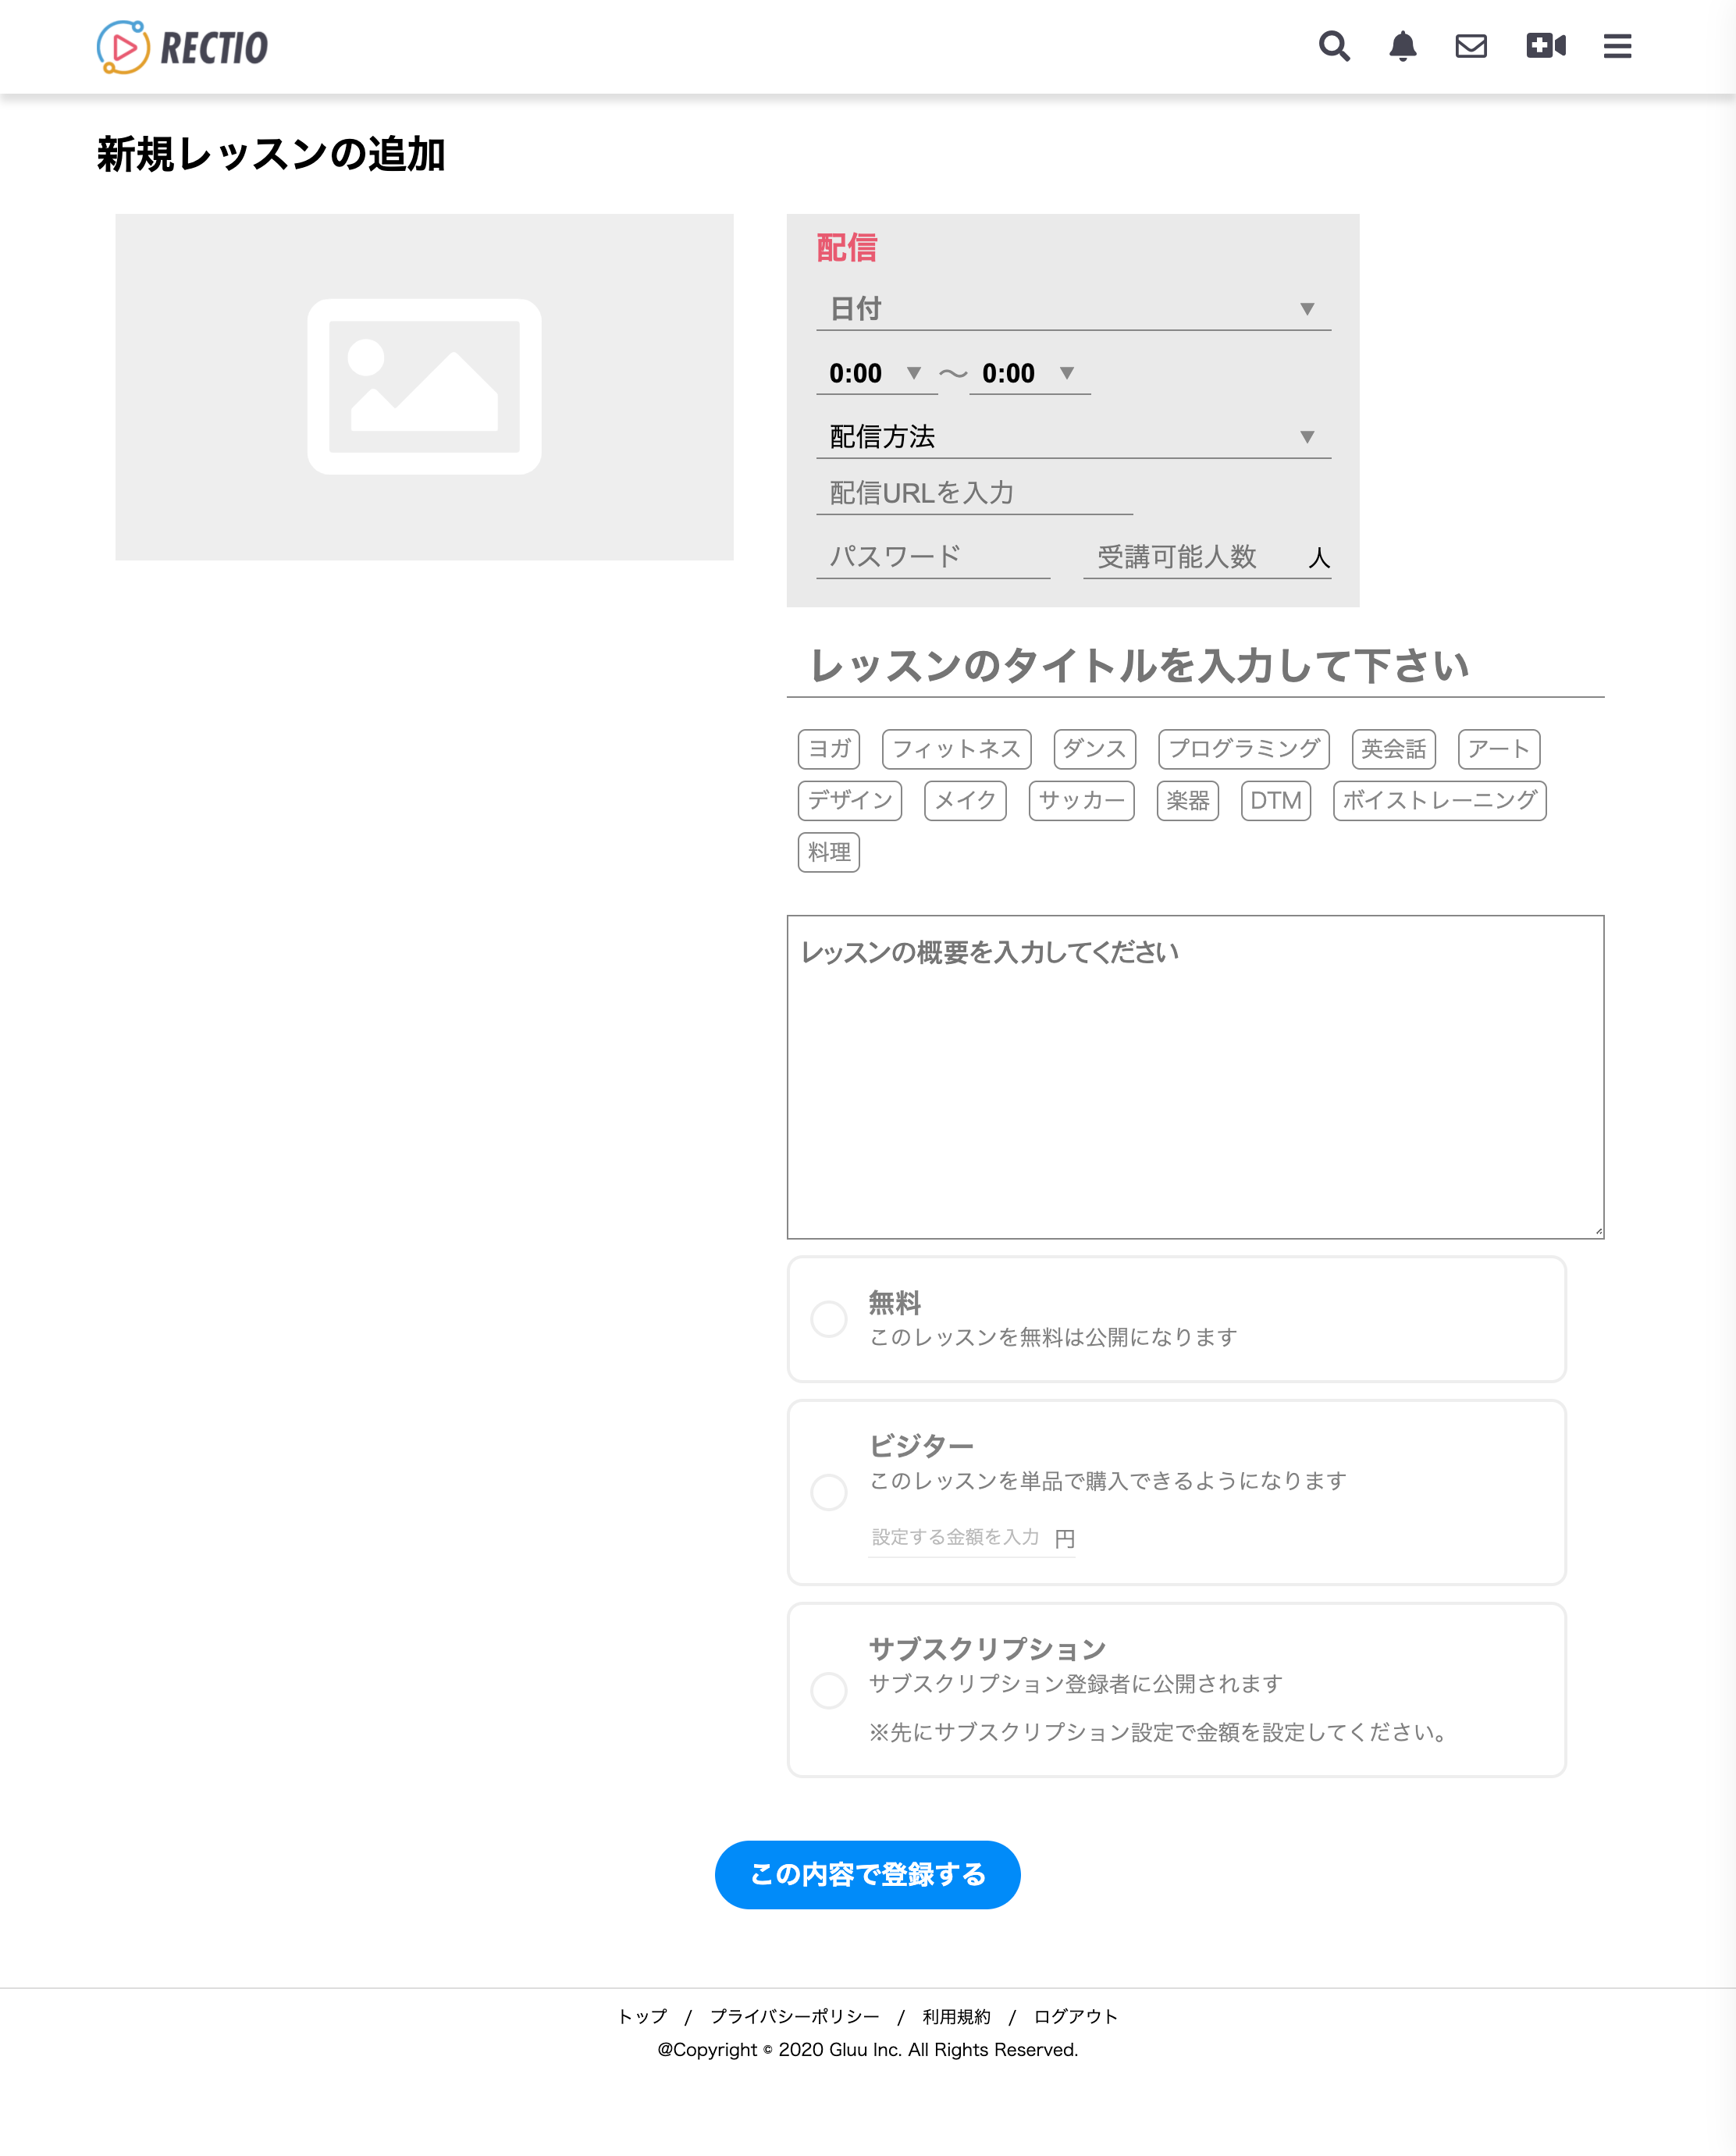 RECTIO
新規レッスンの追加
配信
日付 ▼
0:00 ▼ 〜 0:00 ▼
配信方法 ▼
配信URLを入力
パスワード 受講可能人数 人
レッスンのタイトルを入力して下さい
ヨガ フィットネス ダンス プログラミング 英会話 アート
デザイン メイク サッカー 楽器 DTM ボイストレーニング
料理
レッスンの概要を入力してください
無料
このレッスンを無料は公開になります
ビジター
このレッスンを単品で購入できるようになります
設定する金額を入力 円
サブスクリプション
サブスクリプション登録者に公開されます
※先にサブスクリプション設定で金額を設定してください。
この内容で登録する
トップ / プライバシーポリシー / 利用規約 / ログアウト
@Copyright © 2020 Gluu Inc. All Rights Reserved.